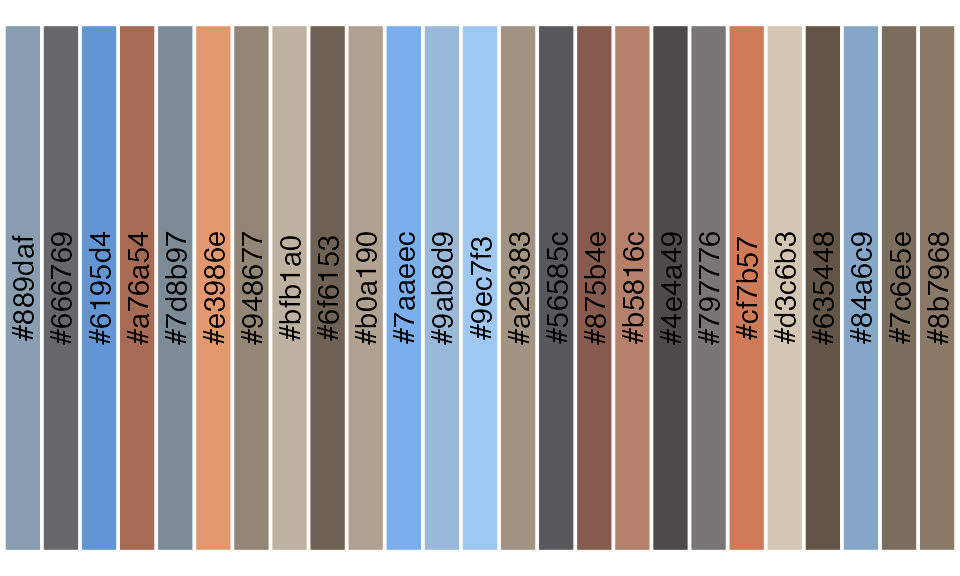 #889daf
#666769
#6195d4
#a76a54
#7d8b97
#e3986e
#948677
#bfb1a0
#6f6153
#b0a190
#7aaeec
#9ab8d9
#9ec7f3
#a29383
#56585c
#875b4e
#b5816c
#4e4a49
#797776
#cf7b57
#d3c6b3
#635448
#84a6c9
#7c6e5e
#8b7968